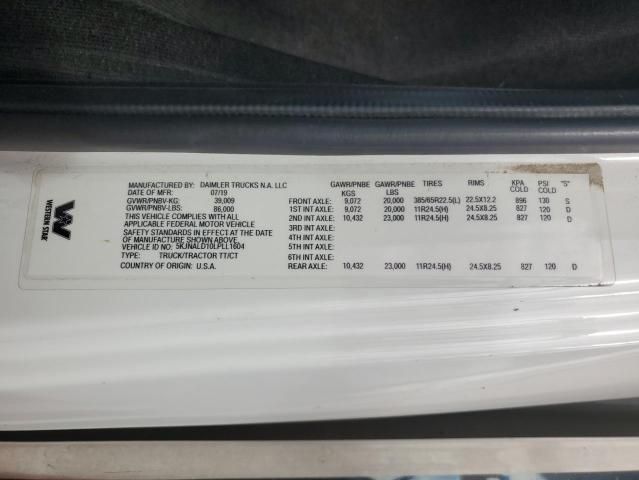 WESTERN STAR
MANUFACTURED BY: DAIMLER TRUCKS N.A. LLC
DATE OF MFR: 07/19
GVWR/PNBV-KG: 39,009
GVWR/PNBV-LBS: 86,000
THIS VEHICLE COMPLIES WITH ALL
APPLICABLE FEDERAL MOTOR VEHICLE
SAFETY STANDARDS IN EFFECT AT THE DATE
OF MANUFACTURE SHOWN ABOVE.
VEHICLE ID NO.: 5KJNALD10LPLL1804
TYPE: TRUCK/TRACTOR TT/CT
COUNTRY OF ORIGIN: U.S.A.
GAWR/PNBE KGS GAWR/PNBE LBS TIRES RIMS KPA COLD PSI COLD "S"
FRONT AXLE: 9,072 20,000 385/65R22.5(L) 22.5X12.2 896 130 S
1ST INT AXLE: 9,072 20,000 11R24.5(H) 24.5X8.25 827 120 D
2ND INT AXLE: 10,432 23,000 11R24.5(H) 24.5X8.25 827 120 D
3RD INT AXLE:
4TH INT AXLE:
5TH INT AXLE:
6TH INT AXLE:
REAR AXLE: 10,432 23,000 11R24.5(H) 24.5X8.25 827 120 D